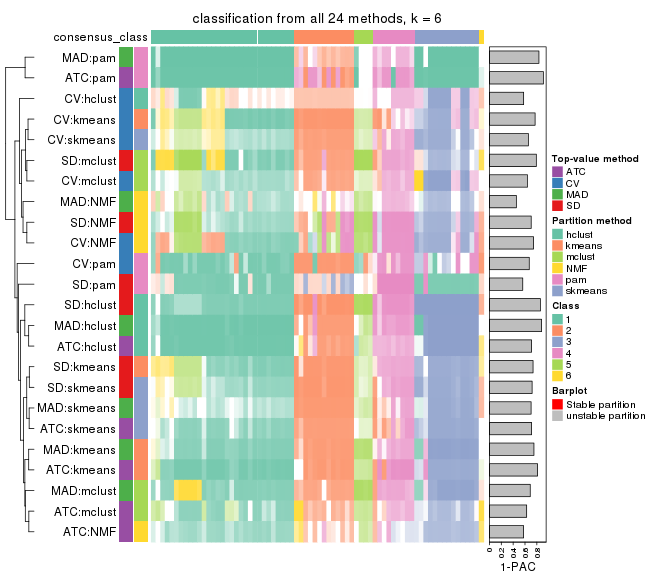 classification from all 24 methods, k = 6
consensus_class
MAD:pam
ATC:pam
CV:hclust
CV:kmeans
CV:skmeans
SD:mclust
CV:mclust
MAD:NMF
SD:NMF
CV:NMF
CV:pam
SD:pam
SD:hclust
MAD:hclust
ATC:hclust
SD:kmeans
SD:skmeans
MAD:skmeans
ATC:skmeans
MAD:kmeans
ATC:kmeans
MAD:mclust
ATC:mclust
ATC:NMF
0
0.2
0.4
0.6
0.8
1-PAC
Top-value method
ATC
CV
MAD
SD
Partition method
hclust
kmeans
mclust
NMF
pam
skmeans
Class
1
2
3
4
5
6
Barplot
Stable partition
unstable partition